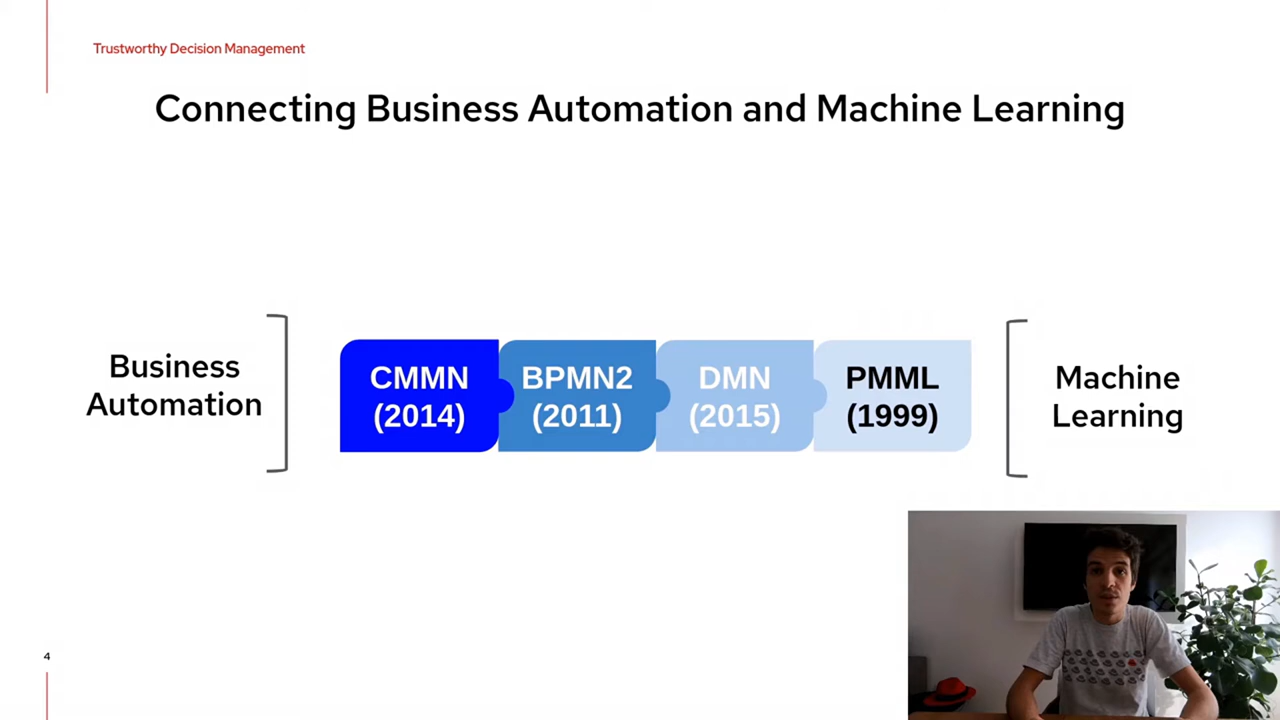 Trustworthy Decision Management
Connecting Business Automation and Machine Learning
Business
Automation
CMMN
(2014)
BPMN2
(2011)
DMN
(2015)
PMML
(1999)
Machine
Learning
4